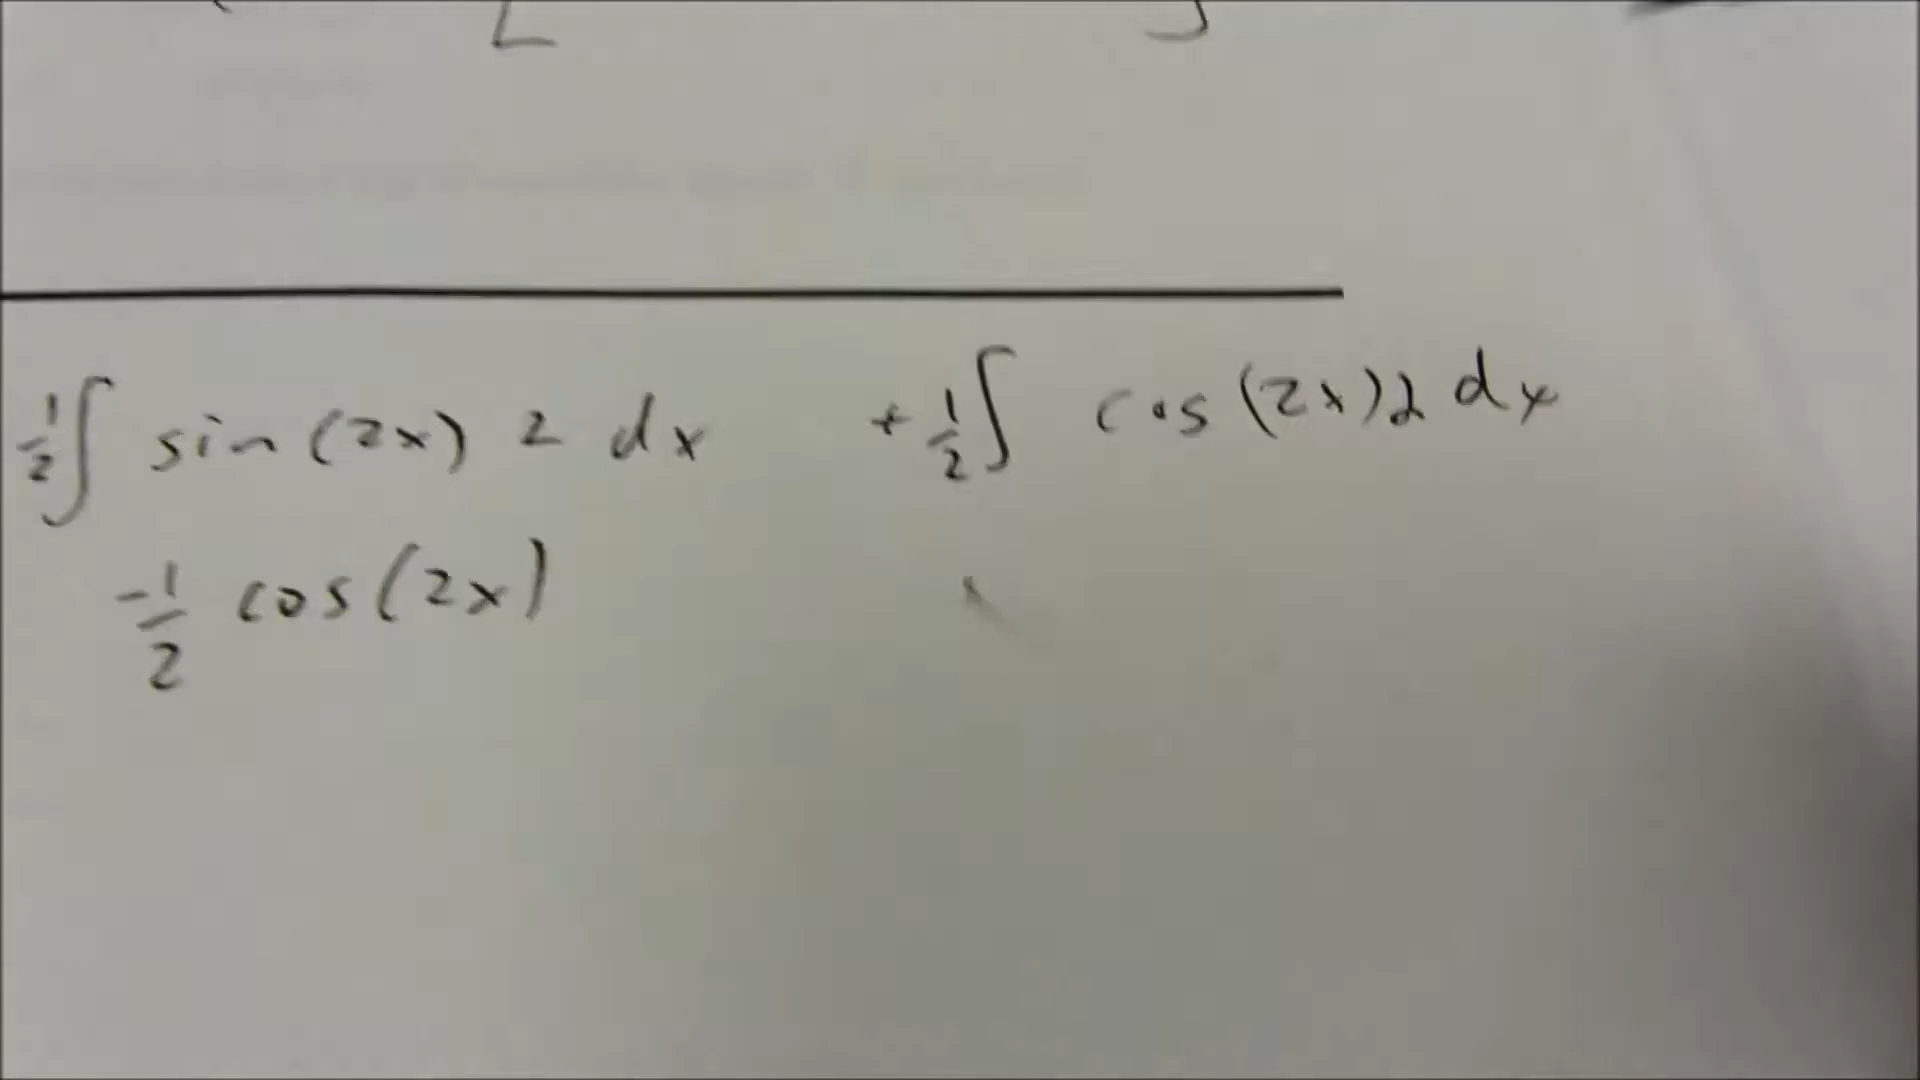 [ ]
1/2 ∫ sin(2x) 2 dx + 1/2 ∫ cos(2x) 2 dx
-1/2 cos(2x)